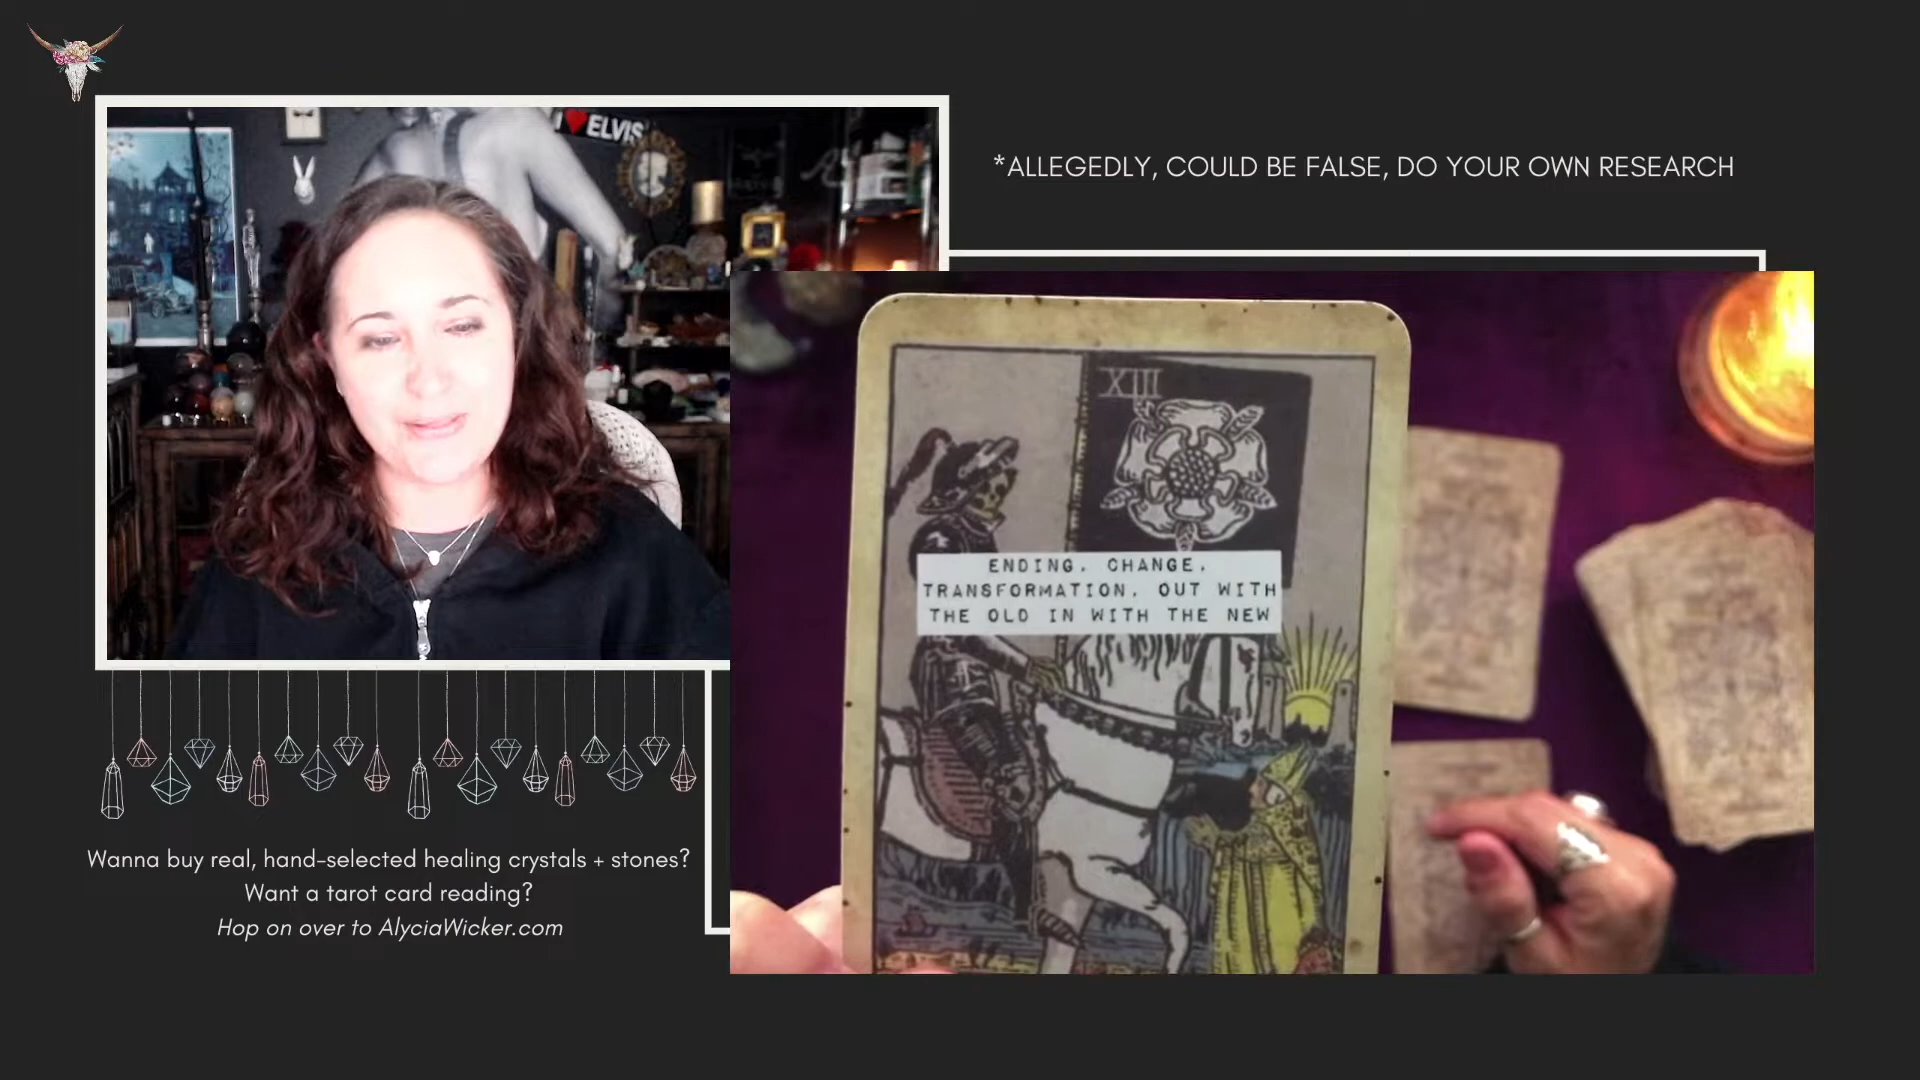 I ❤ ELVIS
*ALLEGEDLY, COULD BE FALSE, DO YOUR OWN RESEARCH
XIII
ENDING. CHANGE.
TRANSFORMATION. OUT WITH
THE OLD IN WITH THE NEW
Wanna buy real, hand-selected healing crystals + stones?
Want a tarot card reading?
Hop on over to AlyciaWicker.com